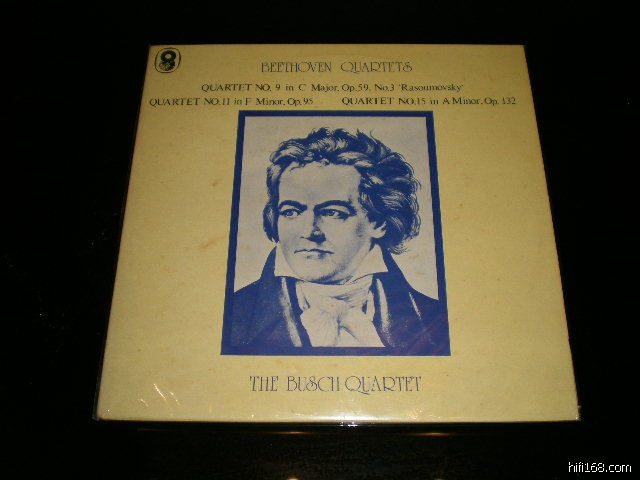 BEETHOVEN QUARTETS
QUARTET NO. 9 in C Major, Op.59, No.3 'Rasoumovsky'
QUARTET NO.11 in F Minor, Op.95 QUARTET NO.15 in A Minor, Op.132
THE BUSCH QUARTET
hifi168.com